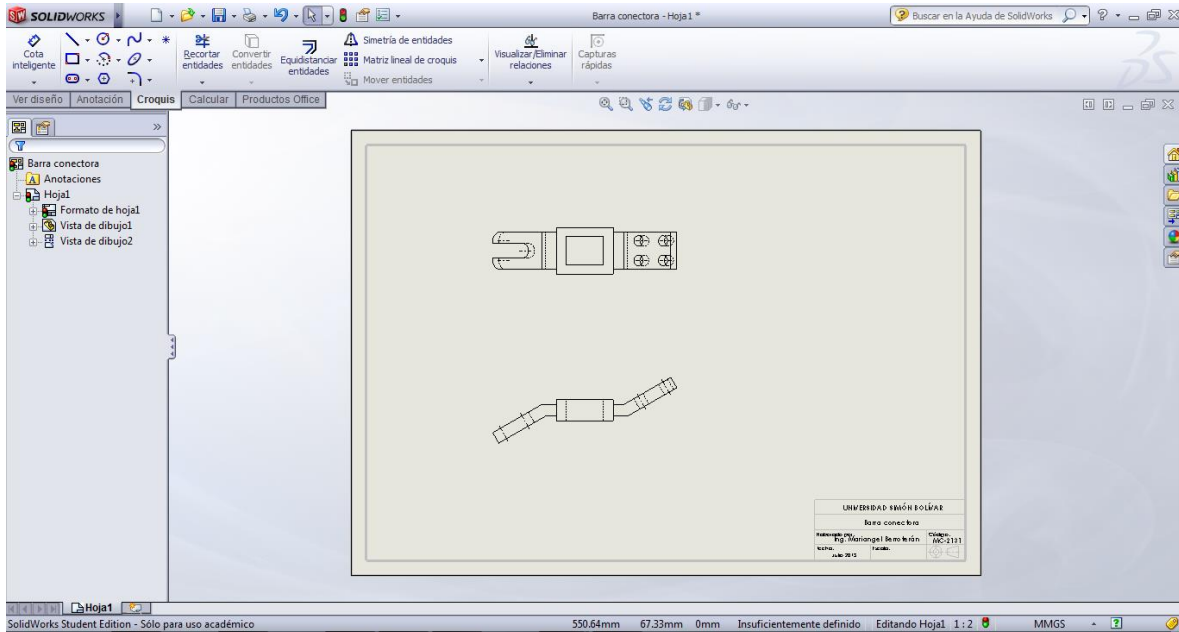 SOLIDWORKS
Barra conectora - Hoja1 *
Buscar en la Ayuda de SolidWorks
Cota inteligente
Recortar entidades
Convertir entidades
Equidistanciar entidades
Simetría de entidades
Matriz lineal de croquis
Mover entidades
Visualizar/Eliminar relaciones
Capturas rápidas
Ver diseño Anotación Croquis Calcular Productos Office
Barra conectora
Anotaciones
Hoja1
Formato de hoja1
Vista de dibujo1
Vista de dibujo2
UNIVERSIDAD SIMÓN BOLÍVAR
Barra conectora
Ing. Mariangel Berroterán
Código.
MC-2131
Fecha.
Escala.
Julio 2012
Hoja1
SolidWorks Student Edition - Sólo para uso académico 550.64mm 67.33mm 0mm Insuficientemente definido Editando Hoja1 1 : 2 MMGS